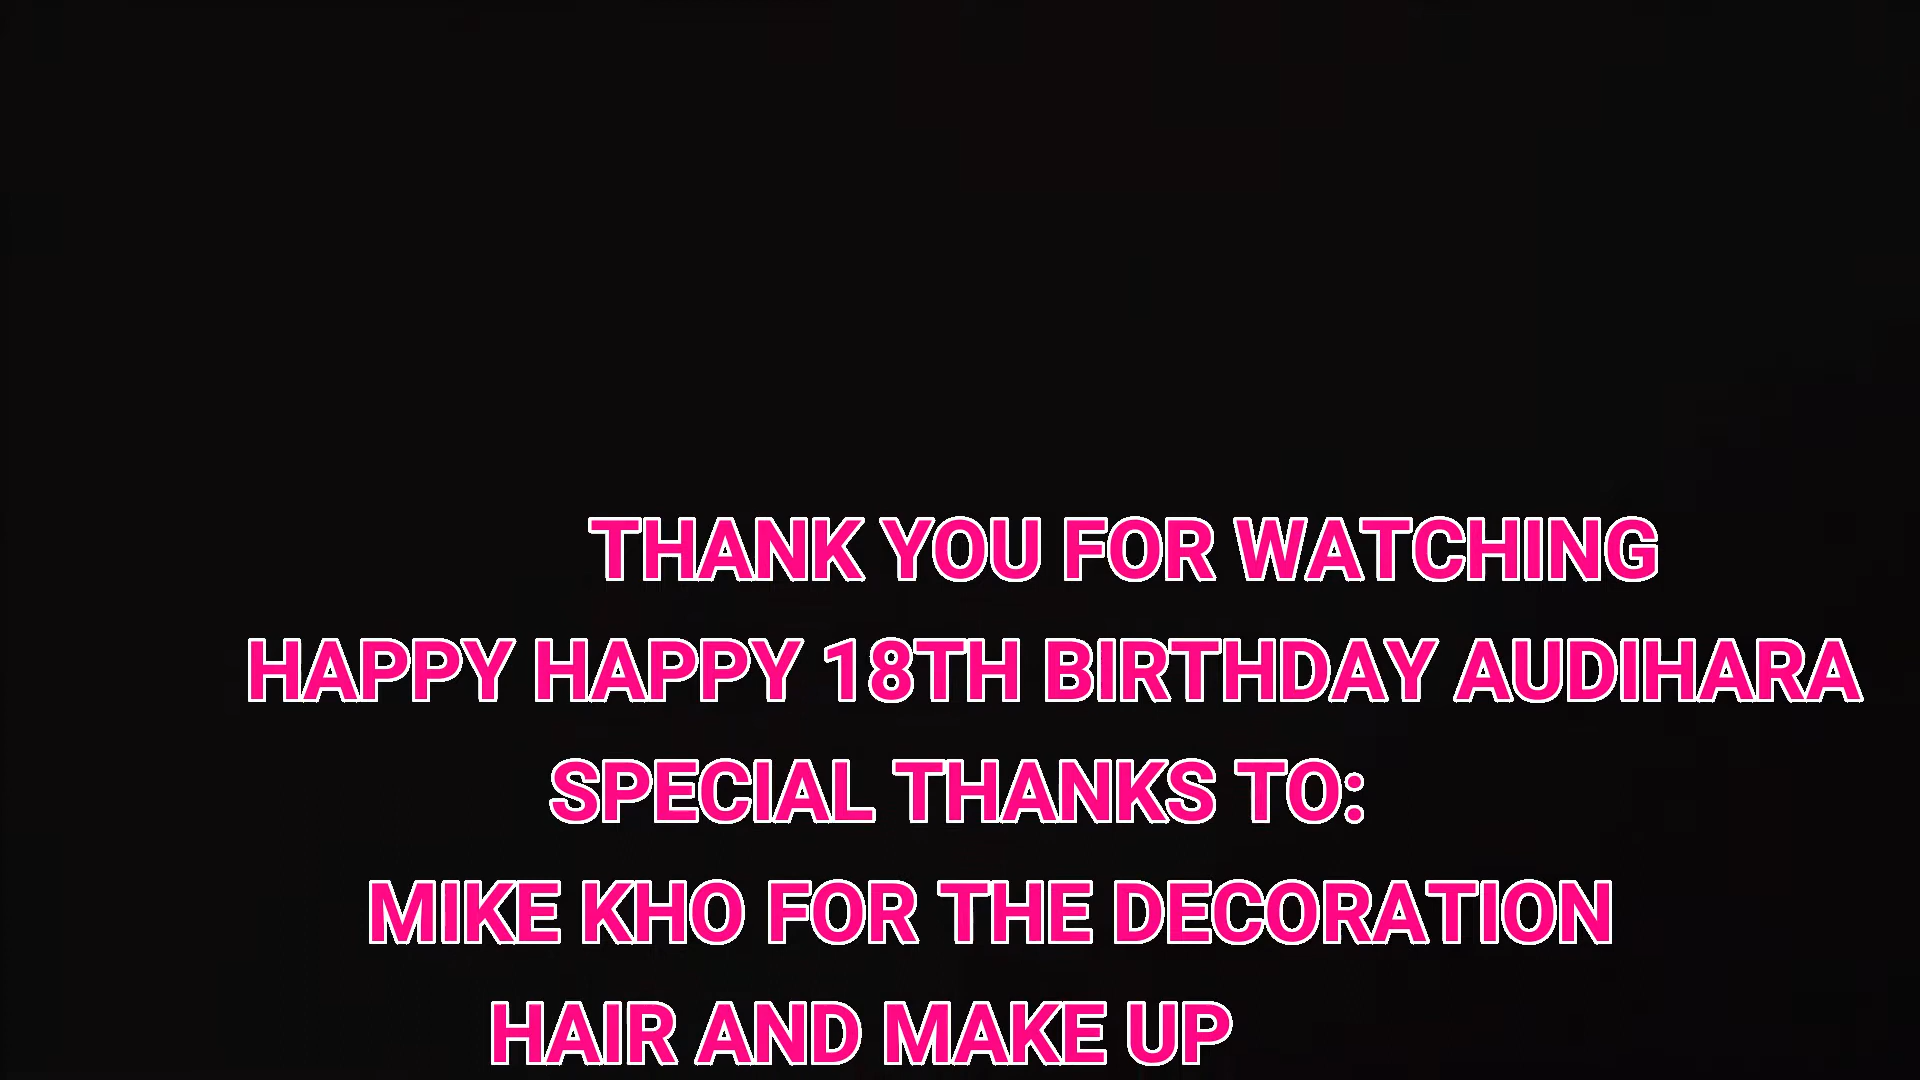 THANK YOU FOR WATCHING
HAPPY HAPPY 18TH BIRTHDAY AUDIHARA
SPECIAL THANKS TO:
MIKE KHO FOR THE DECORATION
HAIR AND MAKE UP